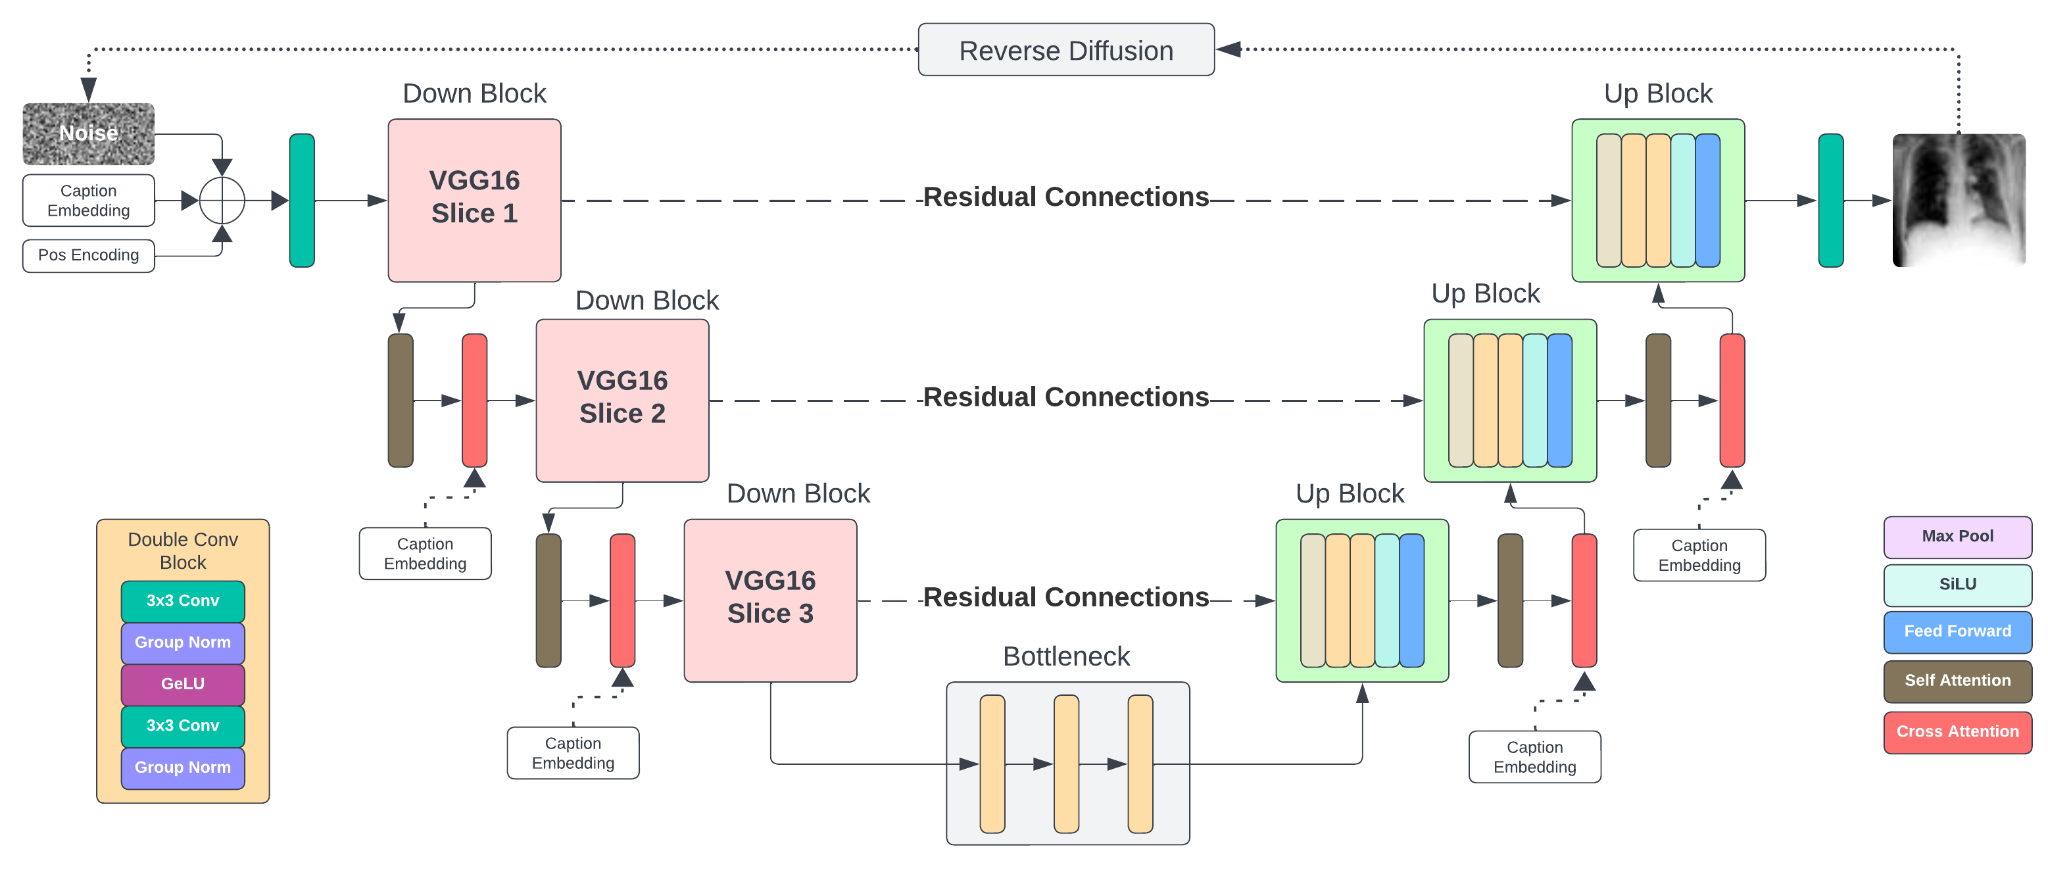 Reverse Diffusion
Down Block
Up Block
Noise
Caption
Embedding
Pos Encoding
VGG16
Slice 1
Residual Connections
Down Block
Up Block
VGG16
Slice 2
Residual Connections
Caption
Embedding
Caption
Embedding
Down Block
Up Block
VGG16
Slice 3
Residual Connections
Caption
Embedding
Caption
Embedding
Bottleneck
Double Conv
Block
3x3 Conv
Group Norm
GeLU
3x3 Conv
Group Norm
Max Pool
SiLU
Feed Forward
Self Attention
Cross Attention